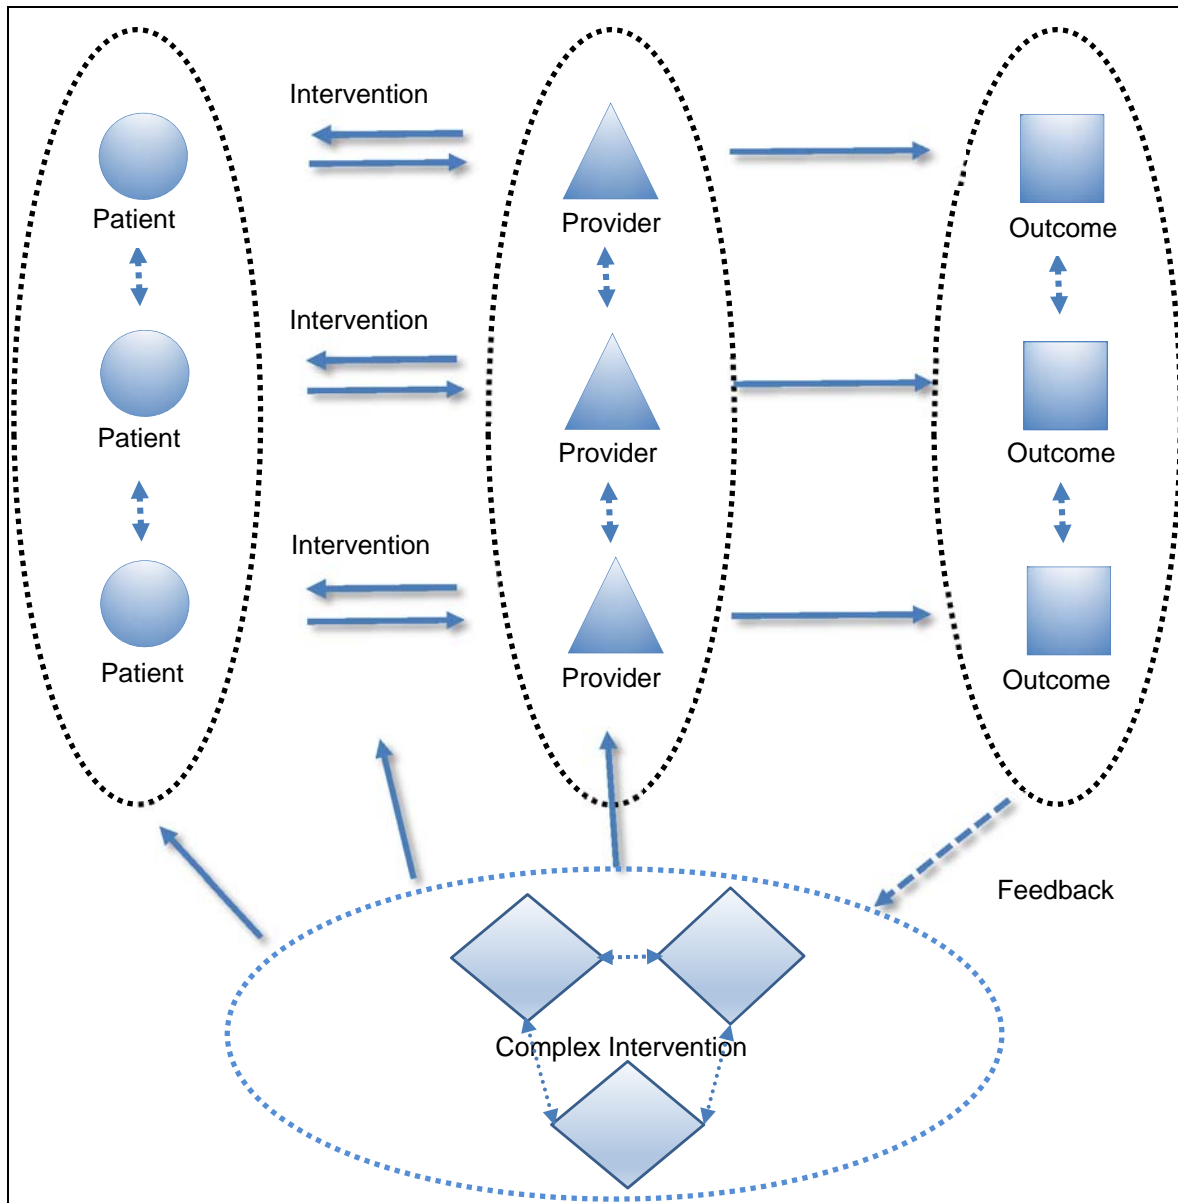 Intervention
Patient
Provider
Outcome
Intervention
Patient
Provider
Outcome
Intervention
Patient
Provider
Outcome
Feedback
Complex Intervention